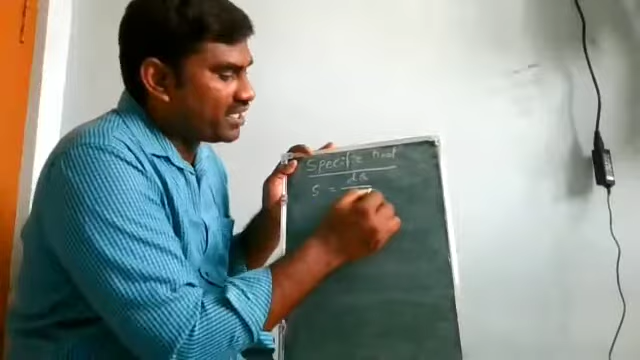 Specific heat
dQ
S =